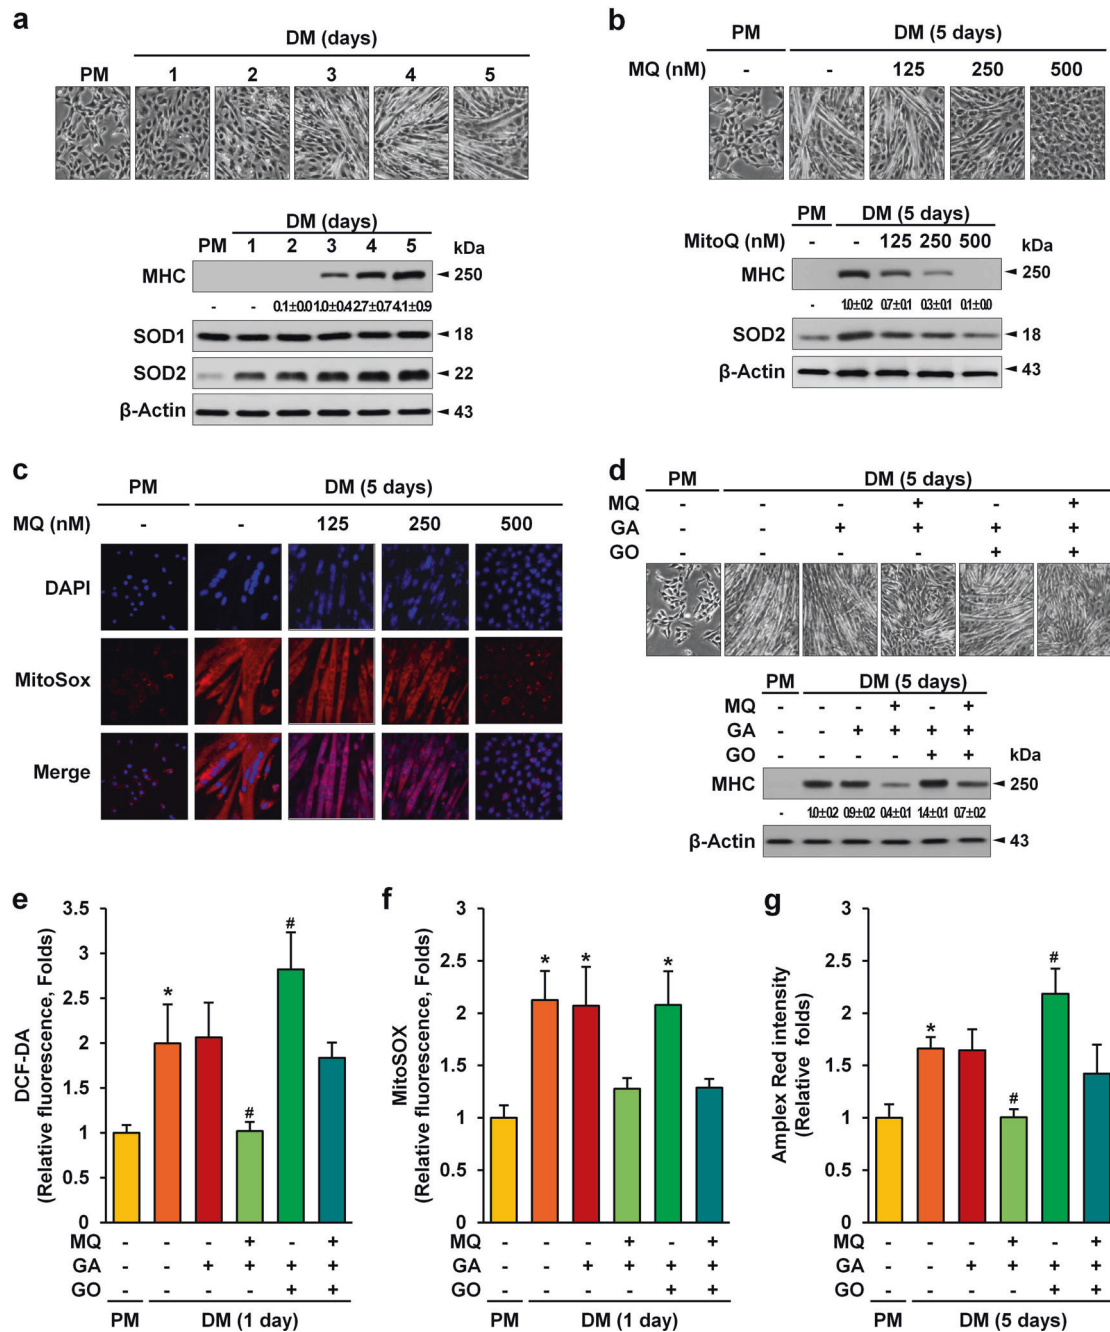 a
DM (days)
PM 1 2 3 4 5
DM (days)
PM 1 2 3 4 5 kDa
MHC 250
- - 0.1±0.0 1.0±0.4 2.7±0.7 4.1±0.9
SOD1 18
SOD2 22
β-Actin 43
b
PM DM (5 days)
MQ (nM) - - 125 250 500
PM DM (5 days)
MitoQ (nM) - - 125 250 500 kDa
MHC 250
- 1.0±0.2 0.7±0.1 0.3±0.1 0.1±0.0
SOD2 18
β-Actin 43
c
PM DM (5 days)
MQ (nM) - - 125 250 500
DAPI
MitoSox
Merge
d
PM DM (5 days)
MQ - - - + - +
GA - - + + + +
GO - - - - + +
PM DM (5 days)
MQ - - - + - +
GA - - + + + +
GO - - - - + + kDa
MHC 250
- 1.0±0.2 0.9±0.2 0.4±0.1 1.4±0.1 0.7±0.2
β-Actin 43
e
DCF-DA
(Relative fluorescence, Folds)
3.5
3
2.5
2
1.5
1
0.5
0
* # #
MQ - - - + - +
GA - - + + + +
GO - - - - + +
PM DM (1 day)
f
MitoSOX
(Relative fluorescence, Folds)
3
2.5
2
1.5
1
0.5
0
* * *
MQ - - - + - +
GA - - + + + +
GO - - - - + +
PM DM (1 day)
g
Amplex Red intensity
(Relative folds)
3
2.5
2
1.5
1
0.5
0
* # #
MQ - - - + - +
GA - - + + + +
GO - - - - + +
PM DM (5 days)